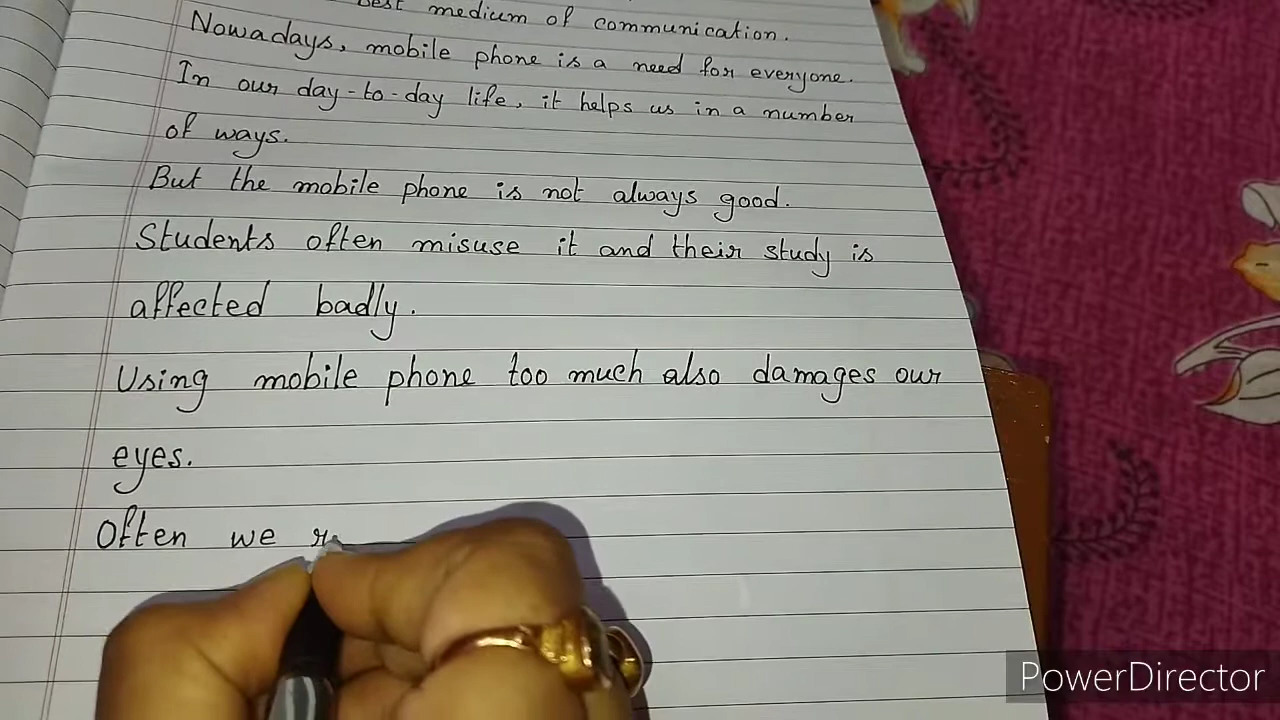 best medium of communication.
Nowadays, mobile phone is a need for everyone.
In our day-to-day life, it helps us in a number
of ways.
But the mobile phone is not always good.
Students often misuse it and their study is
affected badly.
Using mobile phone too much also damages our
eyes.
Often we
PowerDirector